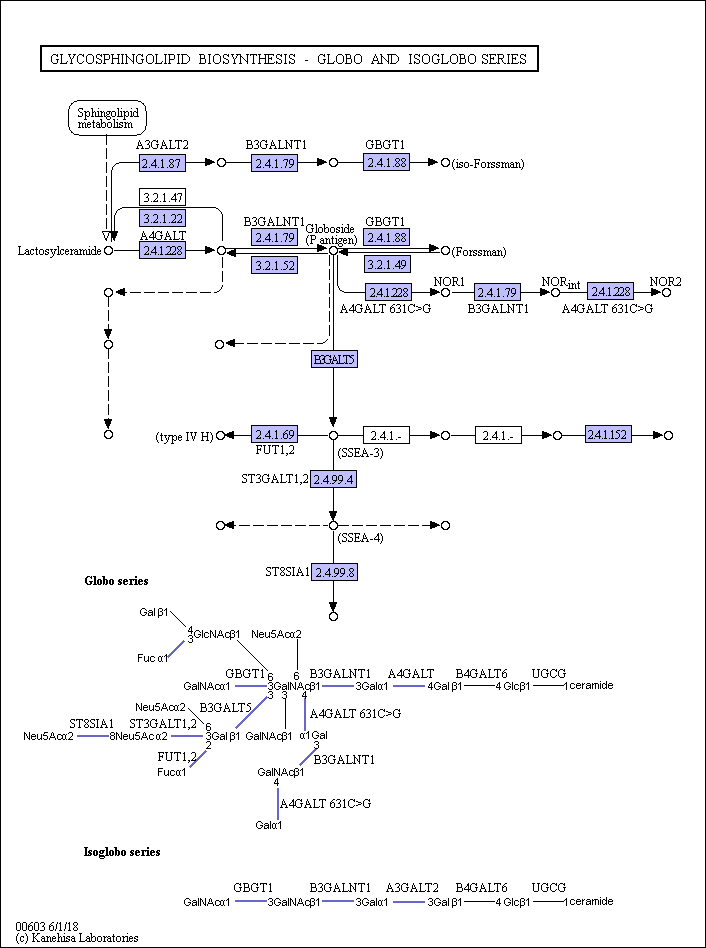 GLYCOSPHINGOLIPID BIOSYNTHESIS - GLOBO AND ISOGLOBO SERIES
Sphingolipid
metabolism
A3GALT2 B3GALNT1 GBGT1
2.4.1.87 2.4.1.79 2.4.1.88 (iso-Forssman)
3.2.1.47
3.2.1.22
B3GALNT1 Globoside GBGT1
A4GALT 2.4.1.79 (P antigen) 2.4.1.88
Lactosylceramide 2.4.1.228 (Forssman)
3.2.1.52 3.2.1.49
NOR1 NORint NOR2
2.4.1.228 2.4.1.79 2.4.1.228
A4GALT 631C>G B3GALNT1 A4GALT 631C>G
B3GALT5
(type IV H) 2.4.1.69 2.4.1.- 2.4.1.- 2.4.1.152
FUT1,2 (SSEA-3)
ST3GALT1,2 2.4.99.4
(SSEA-4)
ST8SIA1 2.4.99.8
Globo series
Galβ1
4
3GlcNAcβ1 Neu5Acα2
Fucα1
GBGT1 6 6 B3GALNT1 A4GALT B4GALT6 UGCG
GalNAcα1 3GalNAcβ1 3Galα1 4Galβ1 4Glcβ1 1ceramide
3 3 4
Neu5Acα2 B3GALT5
A4GALT 631C>G
ST8SIA1 ST3GALT1,2 6
Neu5Acα2 8Neu5Acα2 3Galβ1 GalNAcβ1 α1Gal
2 3
FUT1,2 B3GALNT1
Fucα1 GalNAcβ1
4
A4GALT 631C>G
Galα1
Isoglobo series
GBGT1 B3GALNT1 A3GALT2 B4GALT6 UGCG
GalNAcα1 3GalNAcβ1 3Galα1 3Galβ1 4Glcβ1 1ceramide
00603 6/1/18
(c) Kanehisa Laboratories